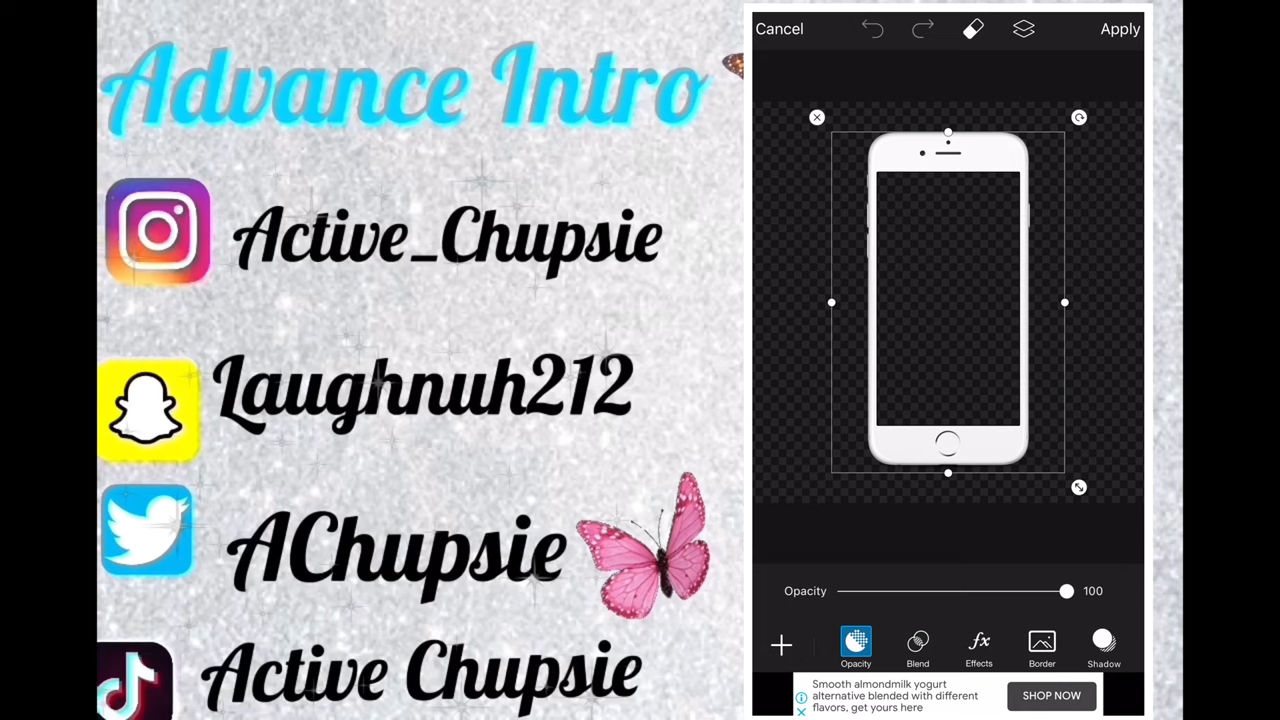 Advance Intro
Active_Chupsie
Laughnuh212
AChupsie
Active Chupsie
Cancel
Apply
Opacity 100
Opacity Blend Effects Border Shadow
Smooth almondmilk yogurt
alternative blended with different
flavors, get yours here
SHOP NOW